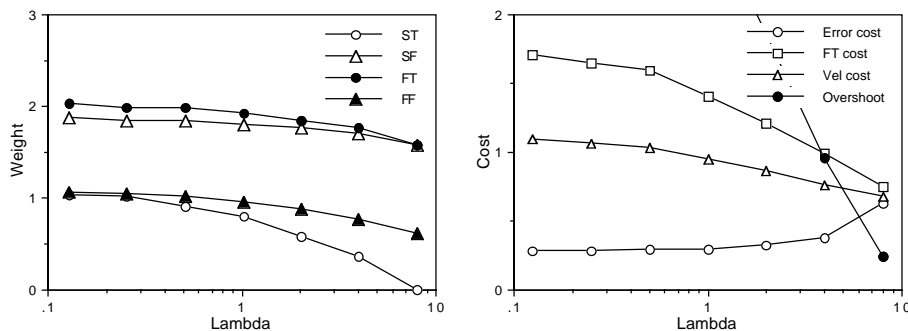 3
2
1
0
Weight
ST
SF
FT
FF
.1
1
10
Lambda
2
1
0
Cost
Error cost
FT cost
Vel cost
Overshoot
.1
1
10
Lambda